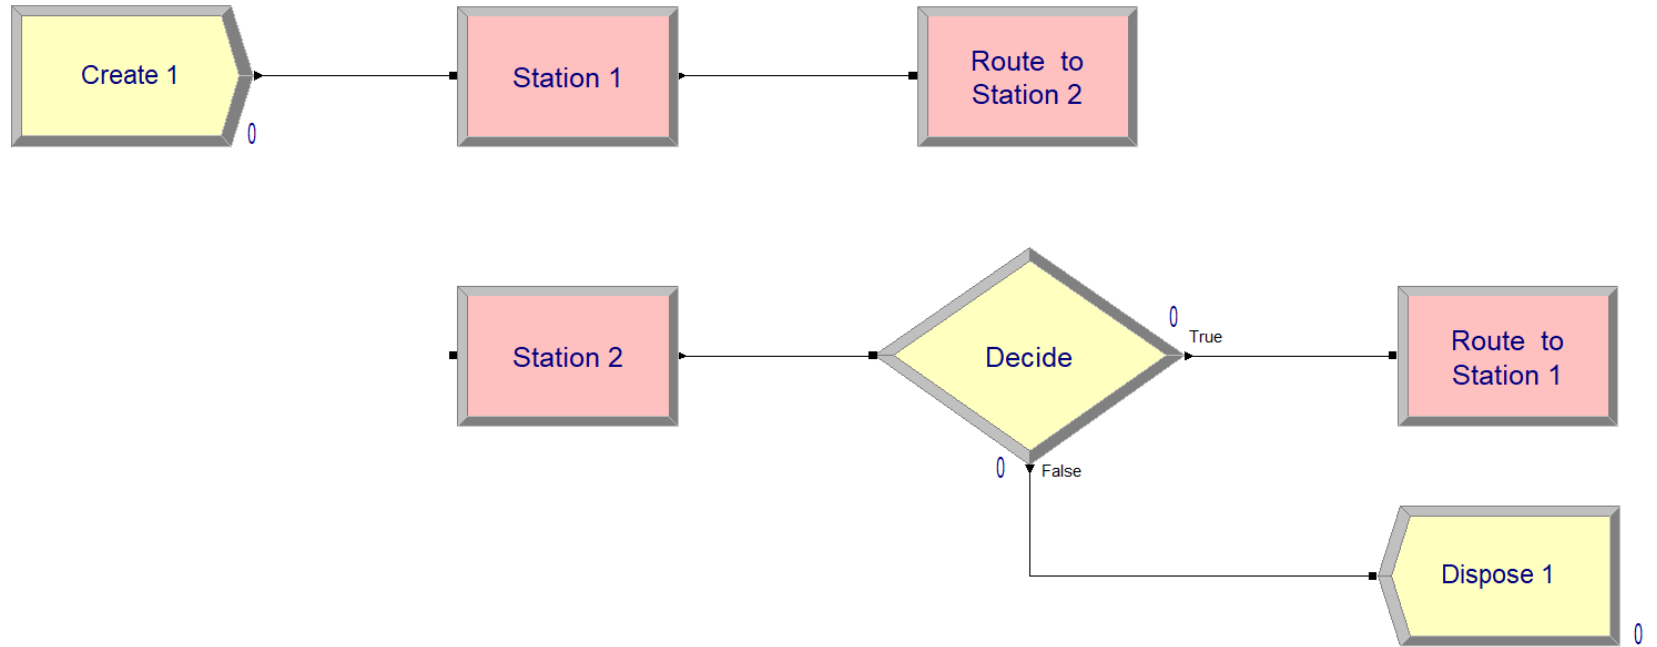 Create 1
0
Station 1
Route to
Station 2
Station 2
Decide
0
True
Route to
Station 1
0
False
Dispose 1
0